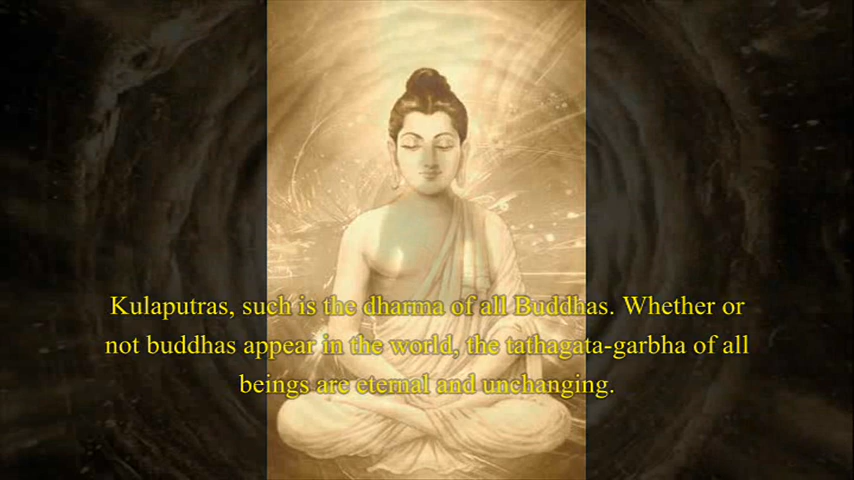 Kulaputras, such is the dharma of all Buddhas. Whether or
not buddhas appear in the world, the tathagata-garbha of all
beings are eternal and unchanging.